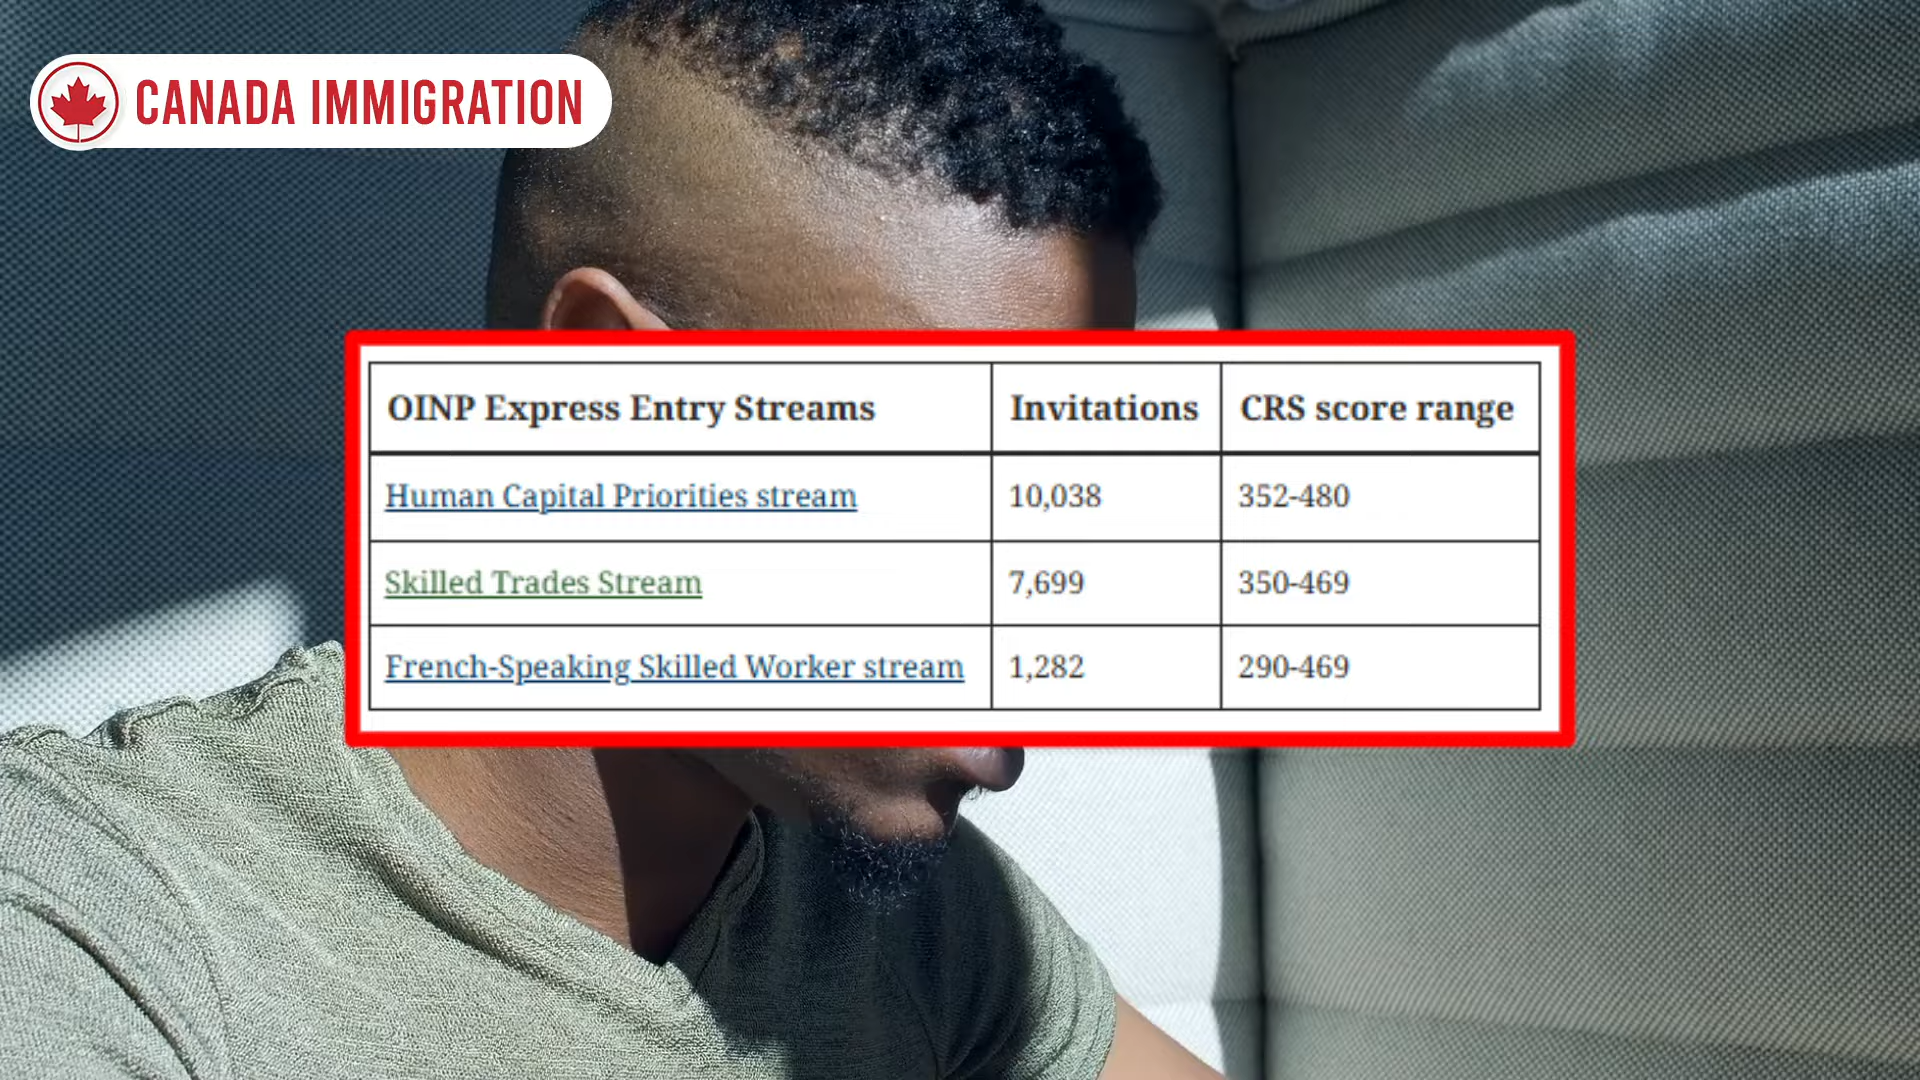 CANADA IMMIGRATION
OINP Express Entry Streams Invitations CRS score range
Human Capital Priorities stream 10,038 352-480
Skilled Trades Stream 7,699 350-469
French-Speaking Skilled Worker stream 1,282 290-469